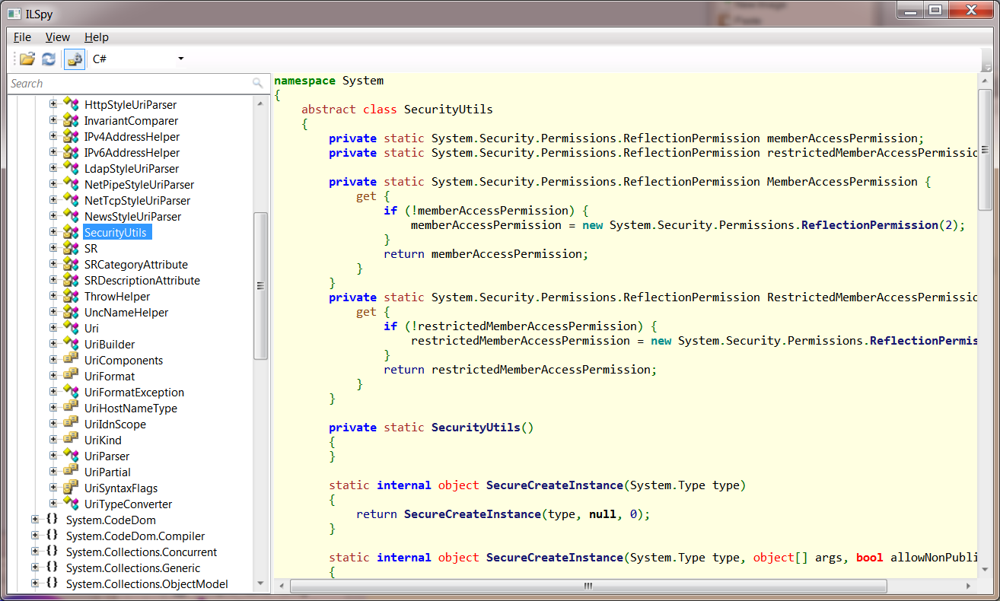 ILSpy
New Image
Paste
File View Help
C#
Search
HttpStyleUriParser
InvariantComparer
IPv4AddressHelper
IPv6AddressHelper
LdapStyleUriParser
NetPipeStyleUriParser
NetTcpStyleUriParser
NewsStyleUriParser
SecurityUtils
SR
SRCategoryAttribute
SRDescriptionAttribute
ThrowHelper
UncNameHelper
Uri
UriBuilder
UriComponents
UriFormat
UriFormatException
UriHostNameType
UriIdnScope
UriKind
UriParser
UriPartial
UriSyntaxFlags
UriTypeConverter
{} System.CodeDom
{} System.CodeDom.Compiler
{} System.Collections.Concurrent
{} System.Collections.Generic
{} System.Collections.ObjectModel
namespace System
{
abstract class SecurityUtils
{
private static System.Security.Permissions.ReflectionPermission memberAccessPermission;
private static System.Security.Permissions.ReflectionPermission restrictedMemberAccessPermissio
private static System.Security.Permissions.ReflectionPermission MemberAccessPermission {
get {
if (!memberAccessPermission) {
memberAccessPermission = new System.Security.Permissions.ReflectionPermission(2);
}
return memberAccessPermission;
}
}
private static System.Security.Permissions.ReflectionPermission RestrictedMemberAccessPermissio
get {
if (!restrictedMemberAccessPermission) {
restrictedMemberAccessPermission = new System.Security.Permissions.ReflectionPermis
}
return restrictedMemberAccessPermission;
}
}
private static SecurityUtils()
{
}
static internal object SecureCreateInstance(System.Type type)
{
return SecureCreateInstance(type, null, 0);
}
static internal object SecureCreateInstance(System.Type type, object[] args, bool allowNonPubli
{